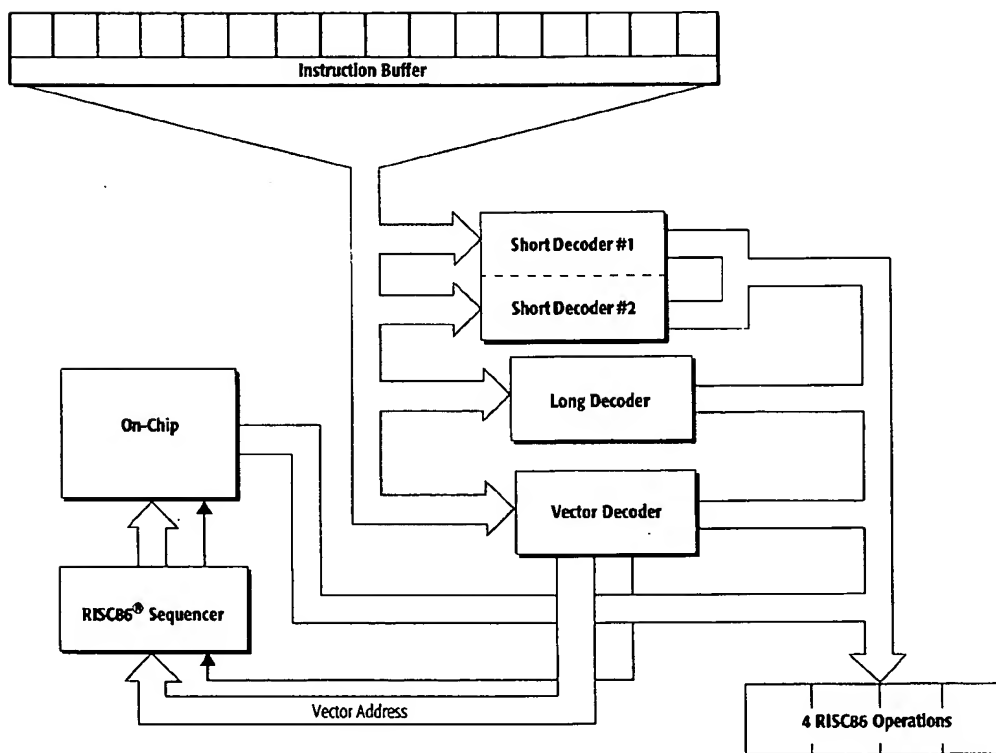 Instruction Buffer
Short Decoder #1
Short Decoder #2
Long Decoder
On-Chip
Vector Decoder
RISC86® Sequencer
Vector Address
4 RISC86 Operations